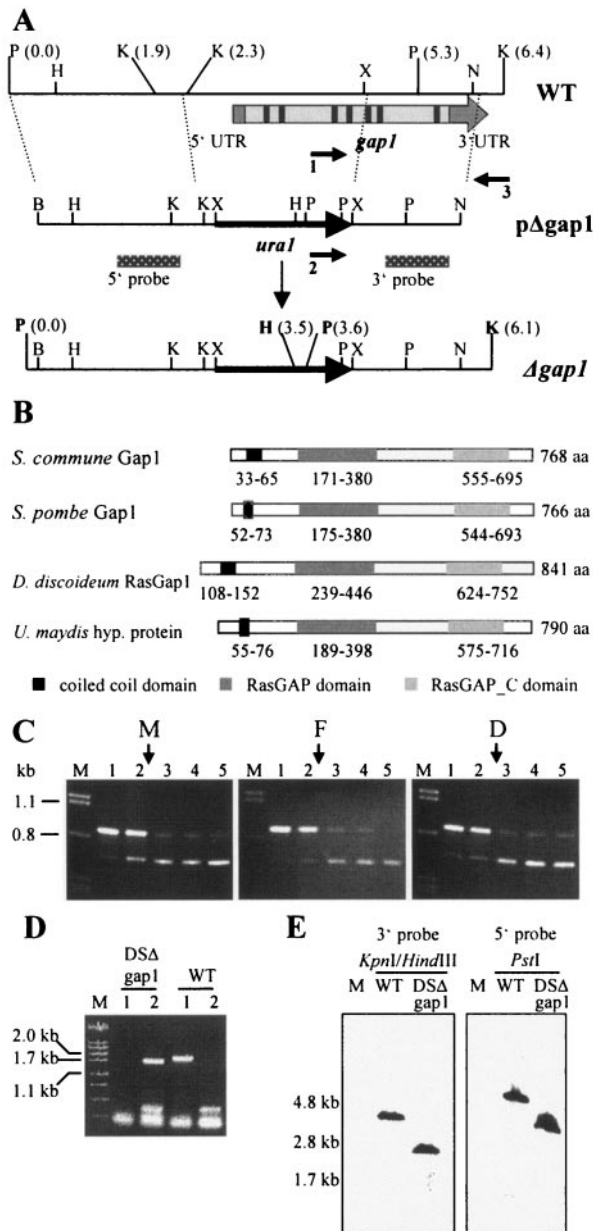 A
P (0.0) H K (1.9) K (2.3) X P (5.3) N K (6.4)
WT
5‘ UTR gap1 3‘UTR
1
3
B H K K X H P P X P N
pΔgap1
ura1
2
5‘ probe 3‘ probe
P (0.0) H (3.5) P (3.6) K (6.1)
B H K K X P X P N
Δgap1
B
S. commune Gap1 768 aa
33-65 171-380 555-695
S. pombe Gap1 766 aa
52-73 175-380 544-693
D. discoideum RasGap1 841 aa
108-152 239-446 624-752
U. maydis hyp. protein 790 aa
55-76 189-398 575-716
coiled coil domain RasGAP domain RasGAP_C domain
C
M F D
kb M 1 2 3 4 5 1 2 3 4 5 M 1 2 3 4 5
1.1
0.8
D
DSΔ
gap1 WT
M 1 2 1 2
2.0 kb
1.7 kb
1.1 kb
E
3‘ probe 5‘ probe
KpnI/HindIII PstI
M WT DSΔ gap1 M WT DSΔ gap1
4.8 kb
2.8 kb
1.7 kb